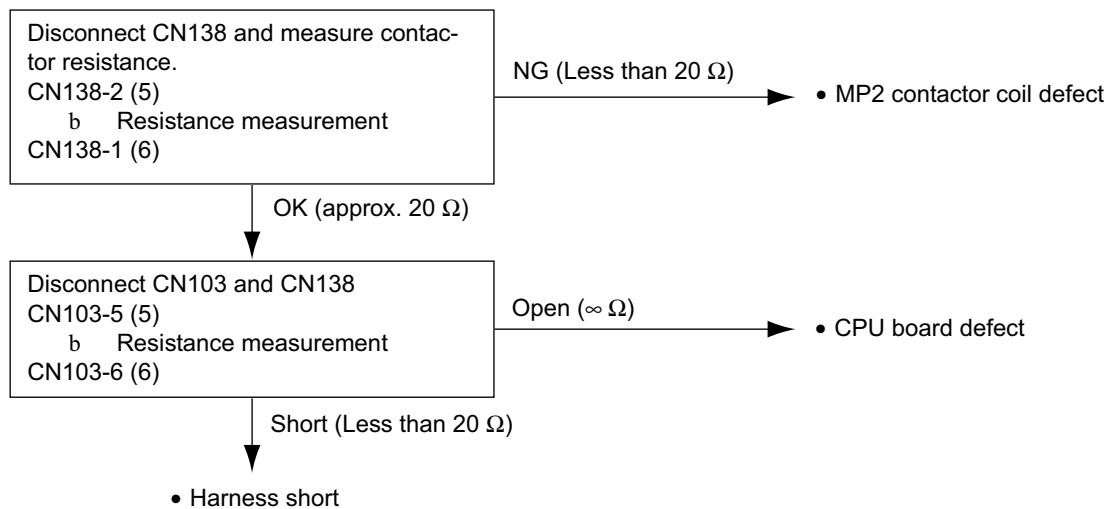 Disconnect CN138 and measure contac-
tor resistance.
CN138-2 (5)
b Resistance measurement
CN138-1 (6)
NG (Less than 20 Ω)
• MP2 contactor coil defect
OK (approx. 20 Ω)
Disconnect CN103 and CN138
CN103-5 (5)
b Resistance measurement
CN103-6 (6)
Open (∞ Ω)
• CPU board defect
Short (Less than 20 Ω)
• Harness short